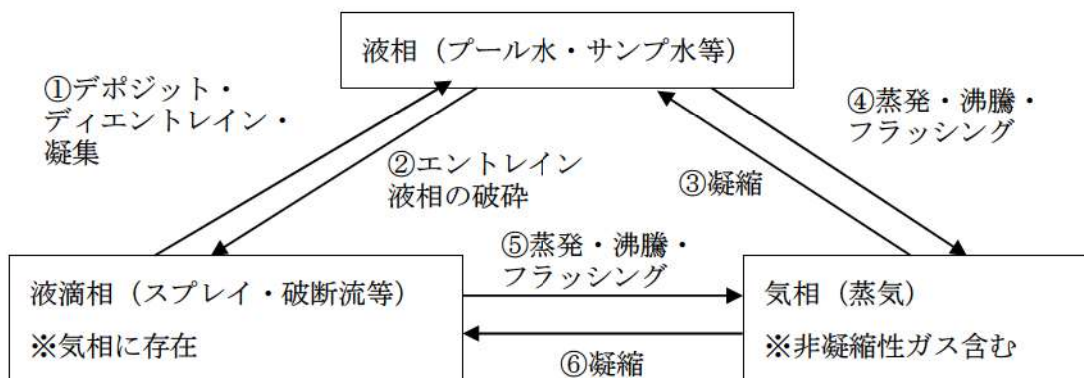 液相（プール水・サンプ水等）
①デポジット・
ディエントレイン・
凝集
②エントレイン
液相の破砕
③凝縮
④蒸発・沸騰・
フラッシング
⑤蒸発・沸騰・
フラッシング
液滴相（スプレイ・破断流等）
※気相に存在
気相（蒸気）
※非凝縮性ガス含む
⑥凝縮